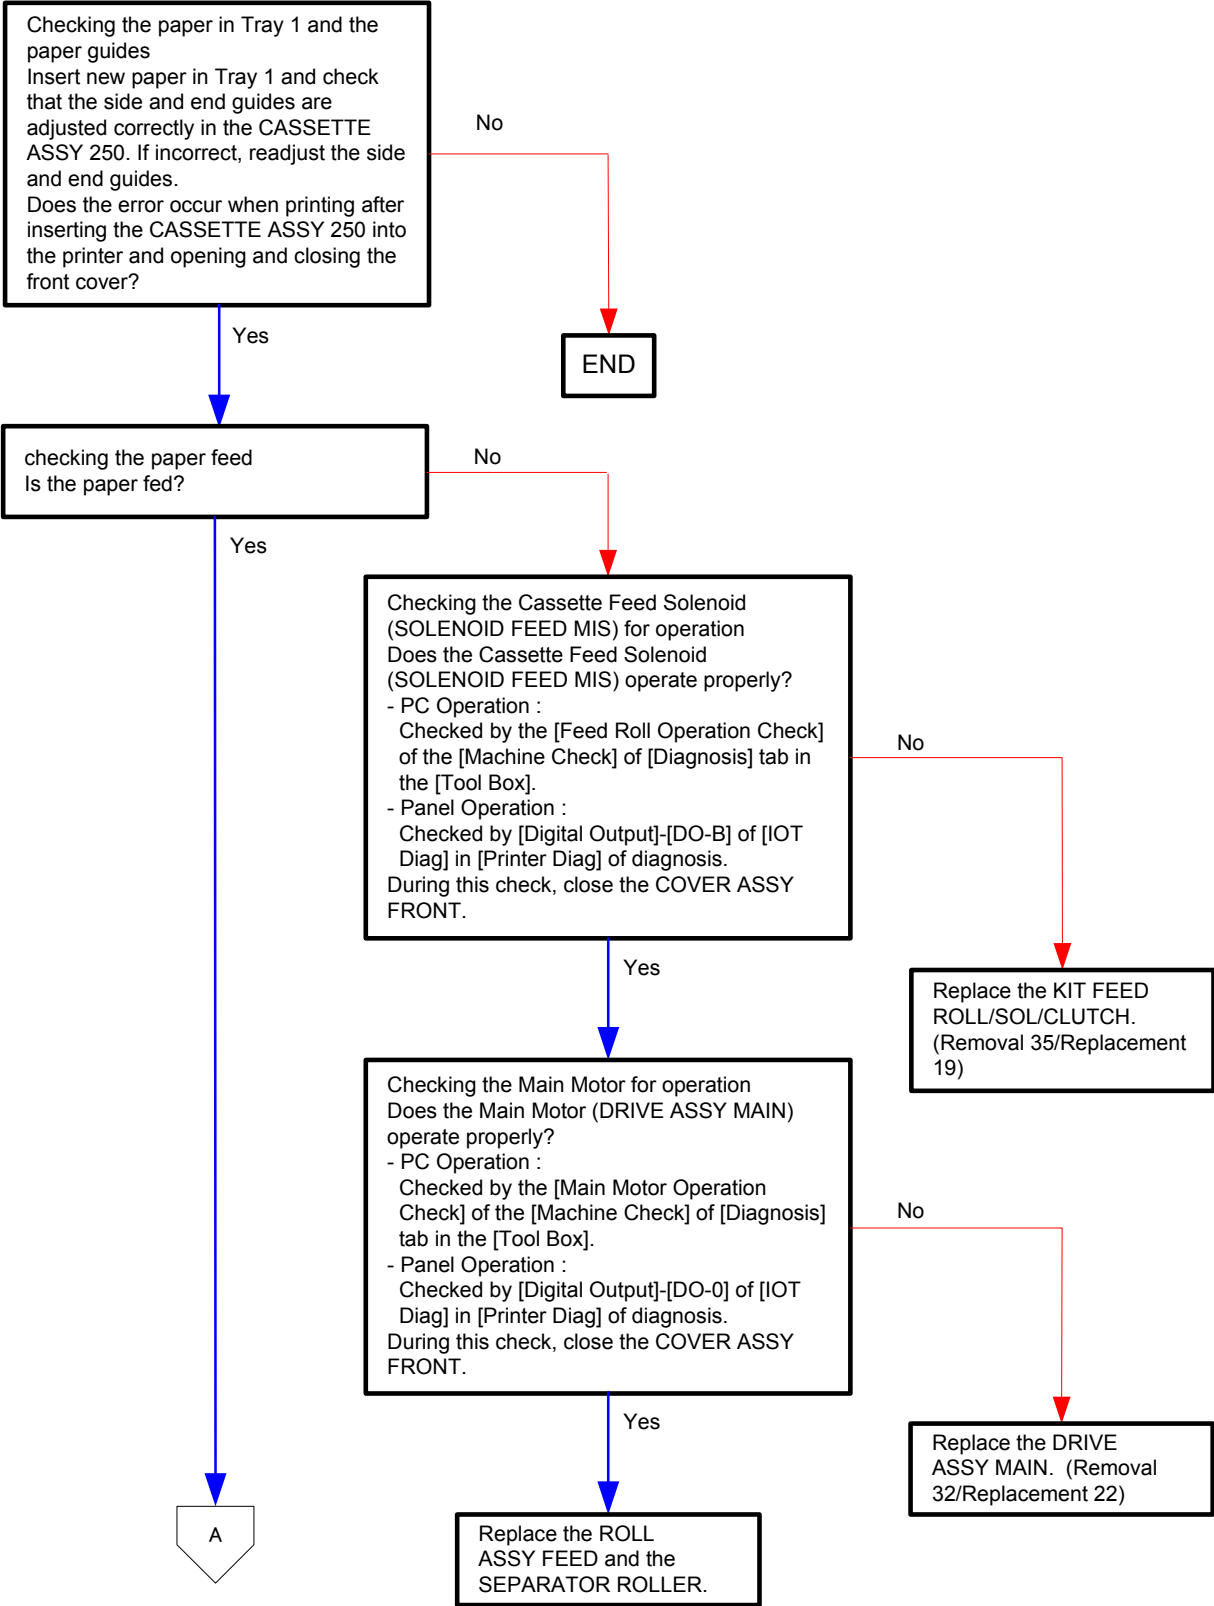 Checking the paper in Tray 1 and the
paper guides
Insert new paper in Tray 1 and check
that the side and end guides are
adjusted correctly in the CASSETTE
ASSY 250. If incorrect, readjust the side
and end guides.
Does the error occur when printing after
inserting the CASSETTE ASSY 250 into
the printer and opening and closing the
front cover?
No
Yes
END
checking the paper feed
Is the paper fed?
No
Yes
Checking the Cassette Feed Solenoid
(SOLENOID FEED MIS) for operation
Does the Cassette Feed Solenoid
(SOLENOID FEED MIS) operate properly?
- PC Operation :
Checked by the [Feed Roll Operation Check]
of the [Machine Check] of [Diagnosis] tab in
the [Tool Box].
- Panel Operation :
Checked by [Digital Output]-[DO-B] of [IOT
Diag] in [Printer Diag] of diagnosis.
During this check, close the COVER ASSY
FRONT.
No
Yes
Replace the KIT FEED
ROLL/SOL/CLUTCH.
(Removal 35/Replacement
19)
Checking the Main Motor for operation
Does the Main Motor (DRIVE ASSY MAIN)
operate properly?
- PC Operation :
Checked by the [Main Motor Operation
Check] of the [Machine Check] of [Diagnosis]
tab in the [Tool Box].
- Panel Operation :
Checked by [Digital Output]-[DO-0] of [IOT
Diag] in [Printer Diag] of diagnosis.
During this check, close the COVER ASSY
FRONT.
No
Yes
Replace the DRIVE
ASSY MAIN.  (Removal
32/Replacement 22)
A
Replace the ROLL
ASSY FEED and the
SEPARATOR ROLLER.